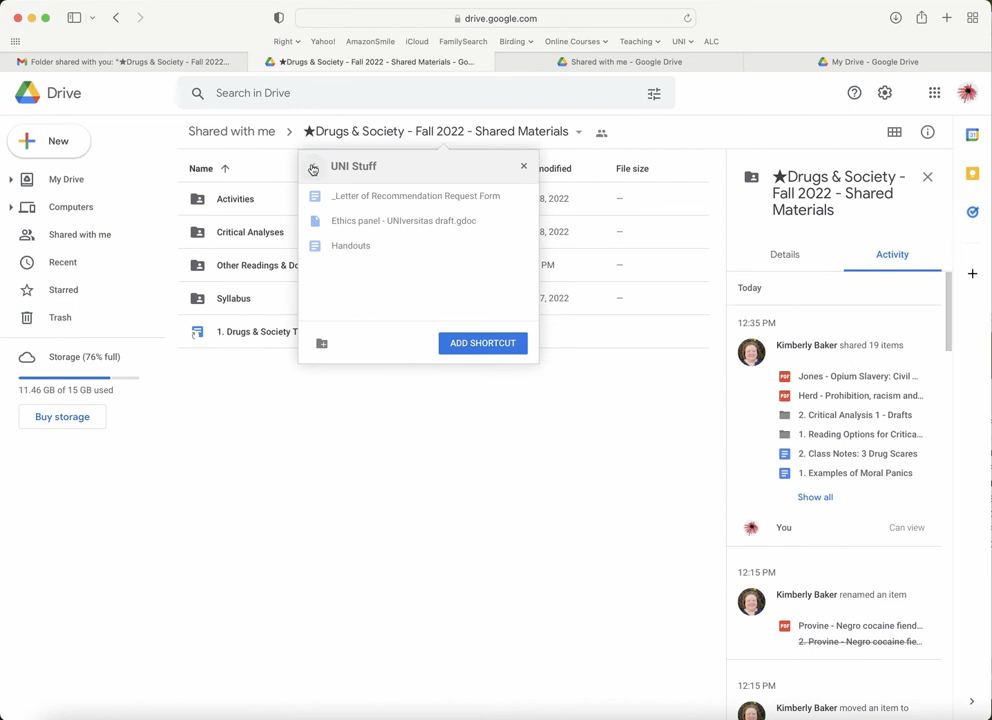 drive.google.com
Right Yahoo! AmazonSmile iCloud FamilySearch Birding Online Courses Teaching UNI ALC
Folder shared with you: "★Drugs & Society - Fall 2022...
★Drugs & Society - Fall 2022 - Shared Materials - Go...
Shared with me - Google Drive
My Drive - Google Drive
Drive
Search in Drive
New
My Drive
Computers
Shared with me
Recent
Starred
Trash
Storage (76% full)
11.46 GB of 15 GB used
Buy storage
Shared with me ★Drugs & Society - Fall 2022 - Shared Materials
Name modified File size
Activities 8, 2022 –
Critical Analyses 8, 2022 –
Other Readings & Do PM –
Syllabus 7, 2022 –
1. Drugs & Society T
UNI Stuff
_Letter of Recommendation Request Form
Ethics panel - UNIversitas draft.gdoc
Handouts
ADD SHORTCUT
★Drugs & Society -
Fall 2022 - Shared
Materials
Details Activity
Today
12:35 PM
Kimberly Baker shared 19 items
PDF Jones - Opium Slavery: Civil ...
PDF Herd - Prohibition, racism and...
2. Critical Analysis 1 - Drafts
1. Reading Options for Critica...
2. Class Notes: 3 Drug Scares
1. Examples of Moral Panics
Show all
You Can view
12:15 PM
Kimberly Baker renamed an item
PDF Provine - Negro cocaine fiend...
2. Provine - Negro cocaine fie...
12:15 PM
Kimberly Baker moved an item to